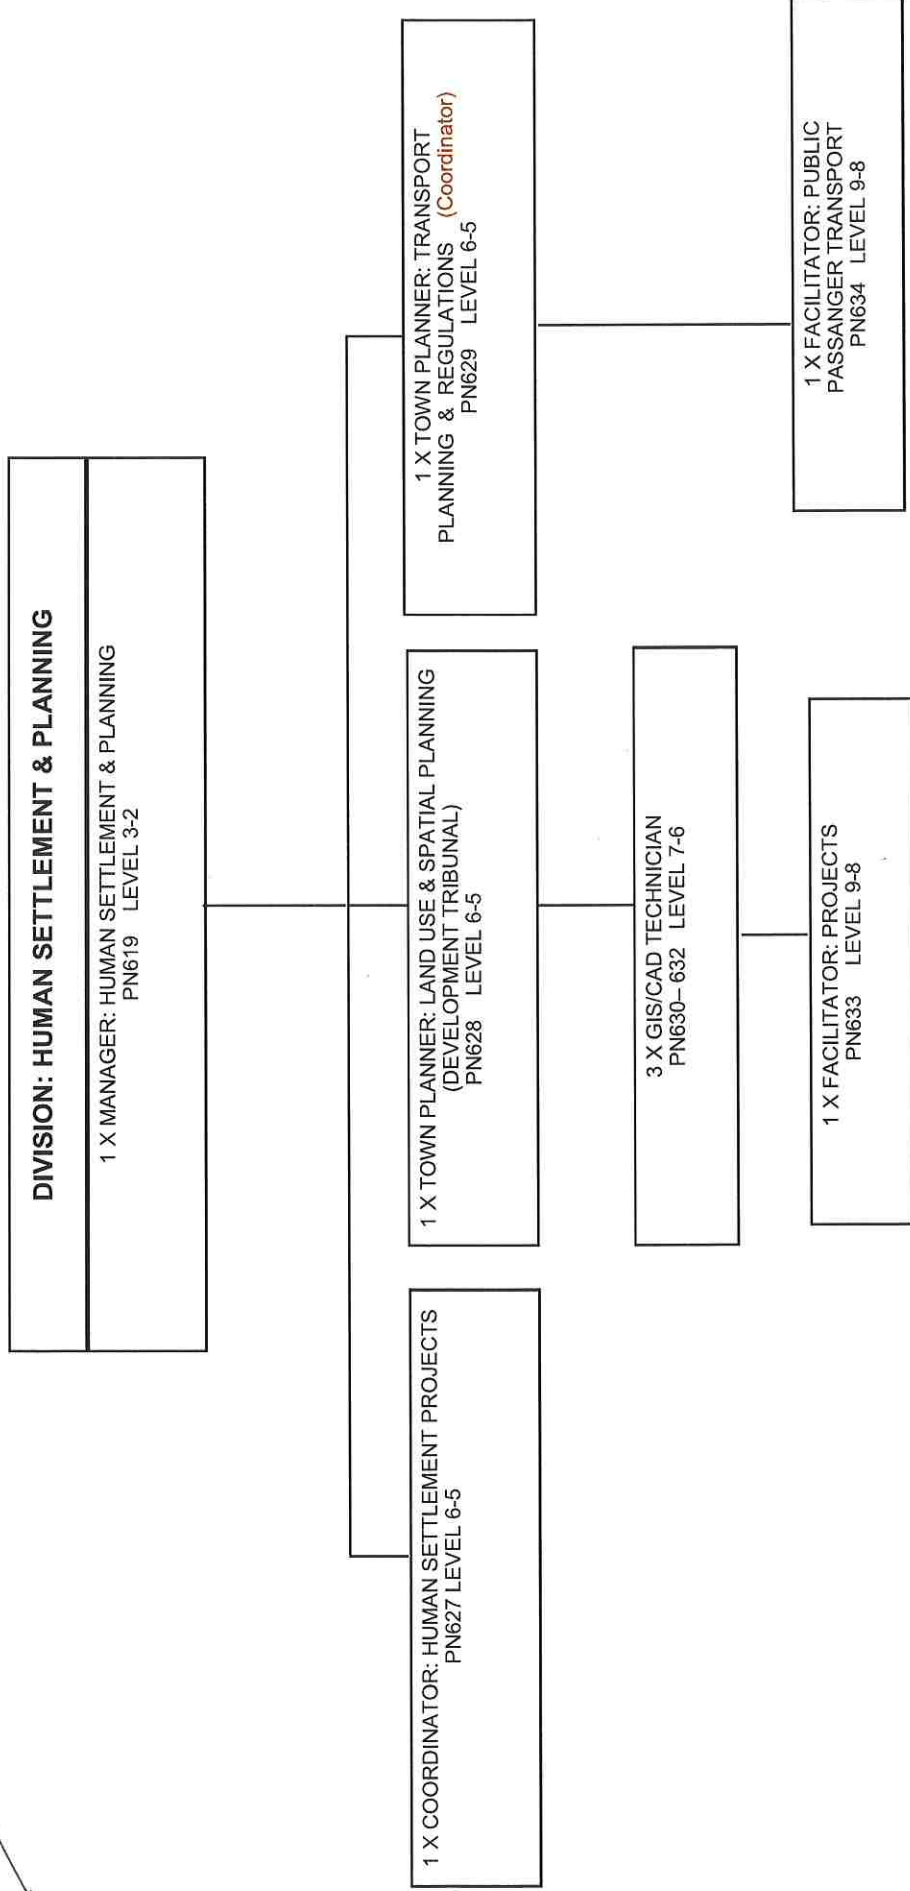 DIVISION: HUMAN SETTLEMENT & PLANNING
1 X MANAGER: HUMAN SETTLEMENT & PLANNING
PN619 LEVEL 3-2
1 X COORDINATOR: HUMAN SETTLEMENT PROJECTS
PN627 LEVEL 6-5
1 X TOWN PLANNER: LAND USE & SPATIAL PLANNING
(DEVELOPMENT TRIBUNAL)
PN628 LEVEL 6-5
1 X TOWN PLANNER: TRANSPORT
PLANNING & REGULATIONS (Coordinator)
PN629 LEVEL 6-5
3 X GIS/CAD TECHNICIAN
PN630– 632 LEVEL 7-6
1 X FACILITATOR: PROJECTS
PN633 LEVEL 9-8
1 X FACILITATOR: PUBLIC
PASSANGER TRANSPORT
PN634 LEVEL 9-8